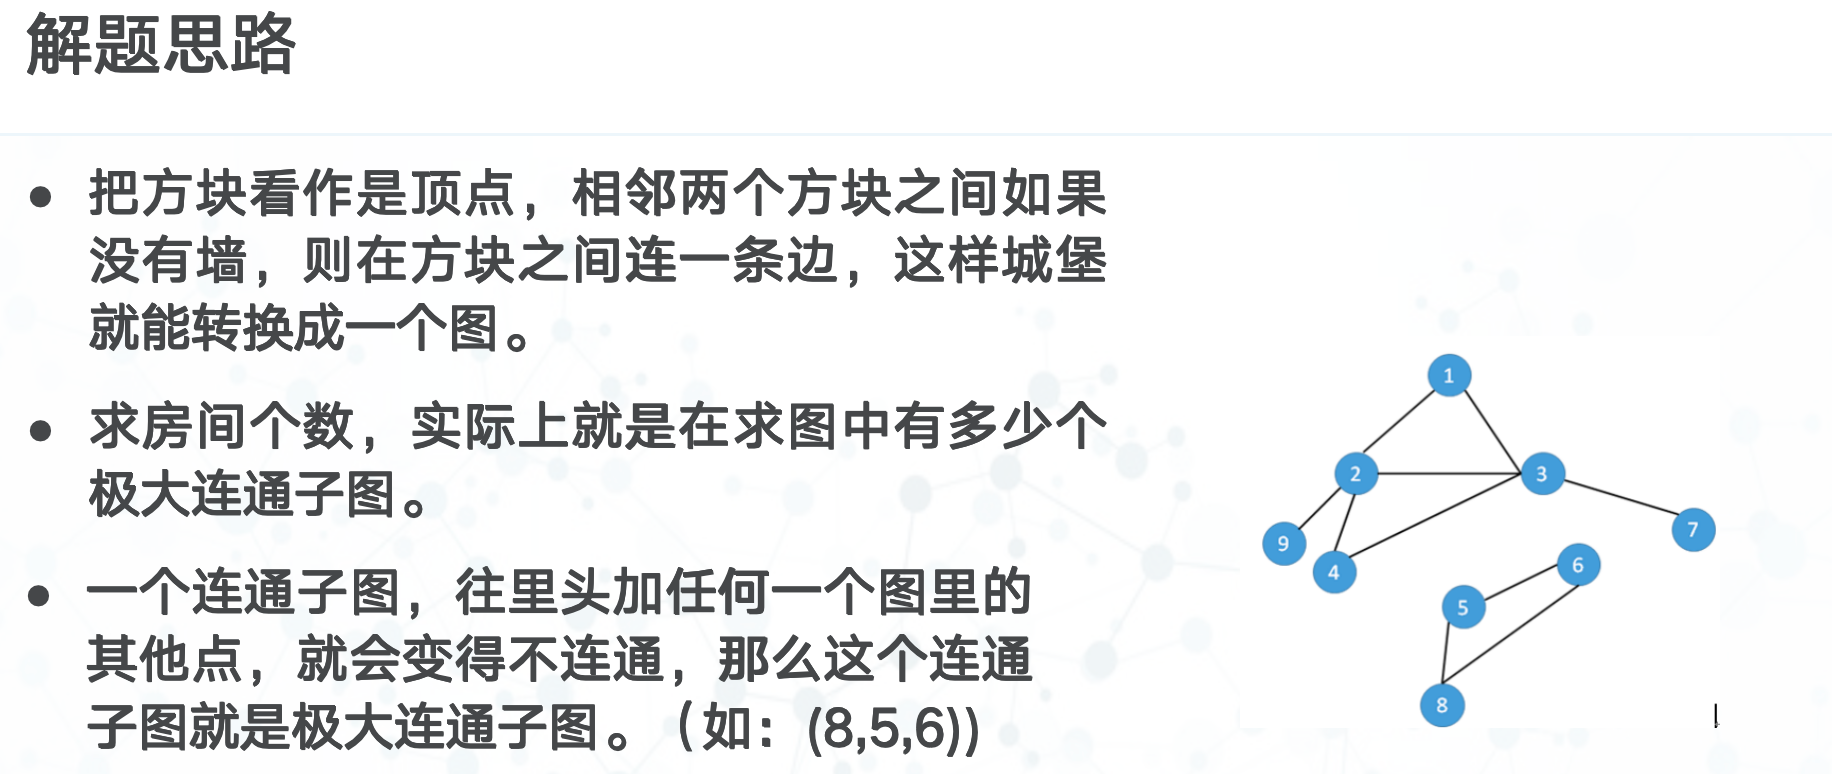 解题思路
● 把方块看作是顶点，相邻两个方块之间如果
没有墙，则在方块之间连一条边，这样城堡
就能转换成一个图。
● 求房间个数，实际上就是在求图中有多少个
极大连通子图。
● 一个连通子图，往里头加任何一个图里的
其他点，就会变得不连通，那么这个连通
子图就是极大连通子图。（如：(8,5,6))
1
2
3
9
4
7
6
5
8